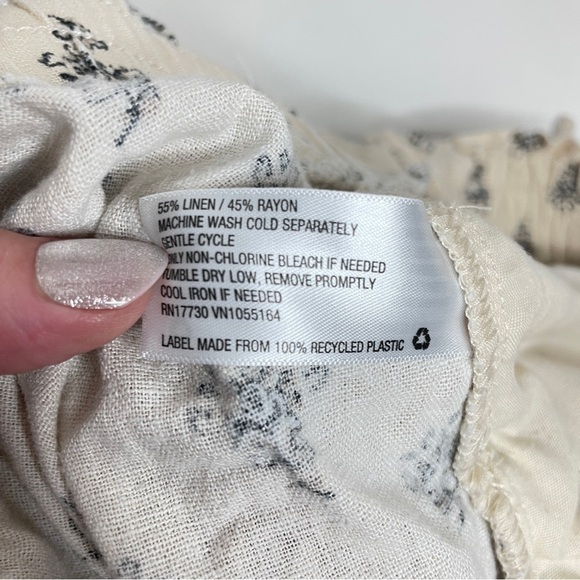 55% LINEN / 45% RAYON
MACHINE WASH COLD SEPARATELY
GENTLE CYCLE
ONLY NON-CHLORINE BLEACH IF NEEDED
TUMBLE DRY LOW, REMOVE PROMPTLY
COOL IRON IF NEEDED
RN17730 VN1055164
LABEL MADE FROM 100% RECYCLED PLASTIC